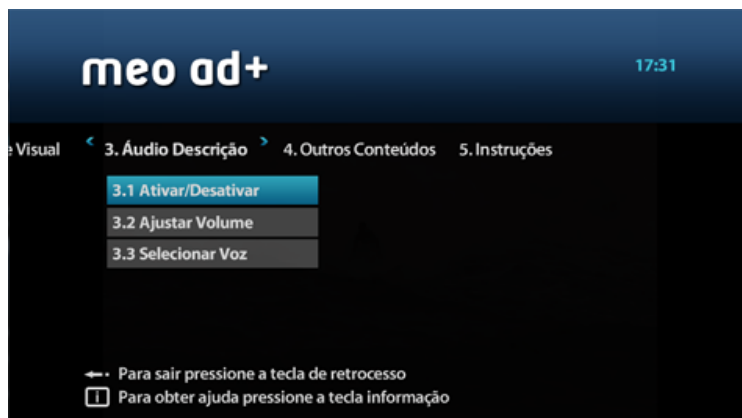 meo ad+
17:31
e Visual < 3. Áudio Descrição > 4. Outros Conteúdos 5. Instruções
3.1 Ativar/Desativar
3.2 Ajustar Volume
3.3 Selecionar Voz
Para sair pressione a tecla de retrocesso
i Para obter ajuda pressione a tecla informação